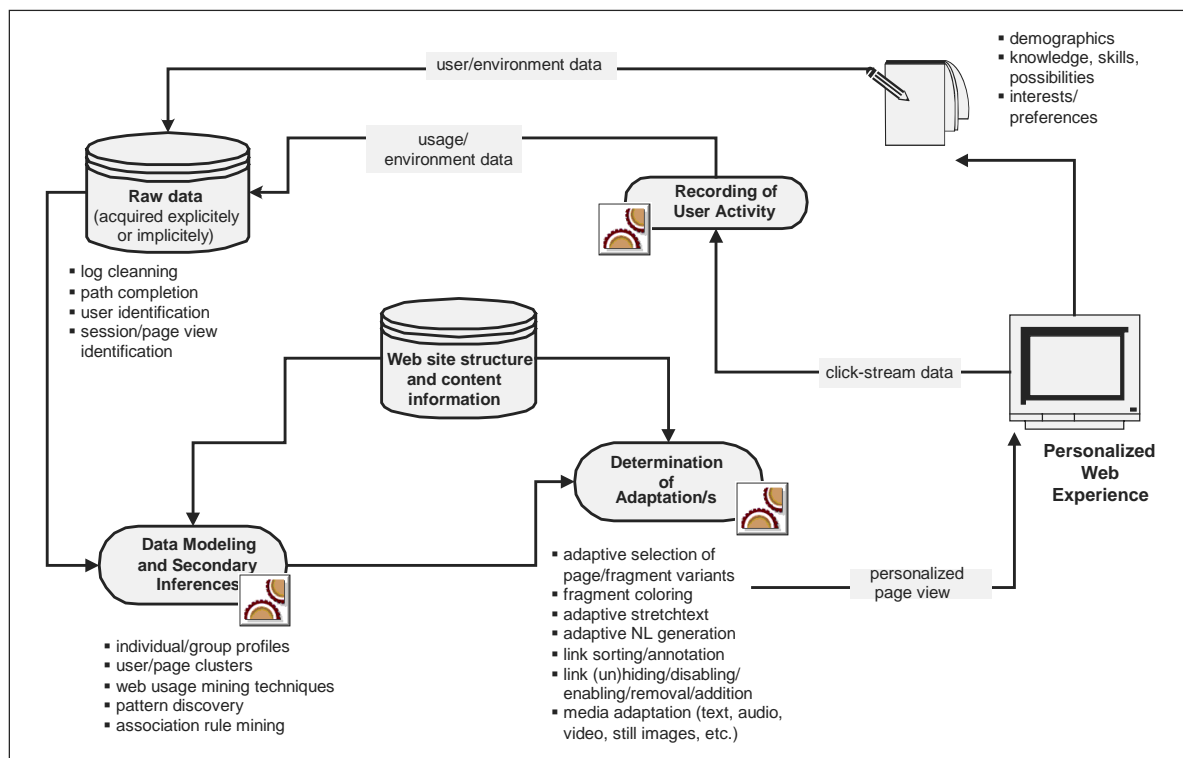 user/environment data
▪ demographics
▪ knowledge, skills,
possibilities
▪ interests/
preferences
usage/
environment data
Raw data
(acquired explicitely
or implicitely)
Recording of
User Activity
▪ log cleanning
▪ path completion
▪ user identification
▪ session/page view
identification
Web site structure
and content
information
click-stream data
Personalized
Web
Experience
Determination
of
Adaptation/s
Data Modeling
and Secondary
Inferences
▪ adaptive selection of
page/fragment variants
▪ fragment coloring
▪ adaptive stretchtext
▪ adaptive NL generation
▪ link sorting/annotation
▪ link (un)hiding/disabling/
enabling/removal/addition
▪ media adaptation (text, audio,
video, still images, etc.)
personalized
page view
▪ individual/group profiles
▪ user/page clusters
▪ web usage mining techniques
▪ pattern discovery
▪ association rule mining